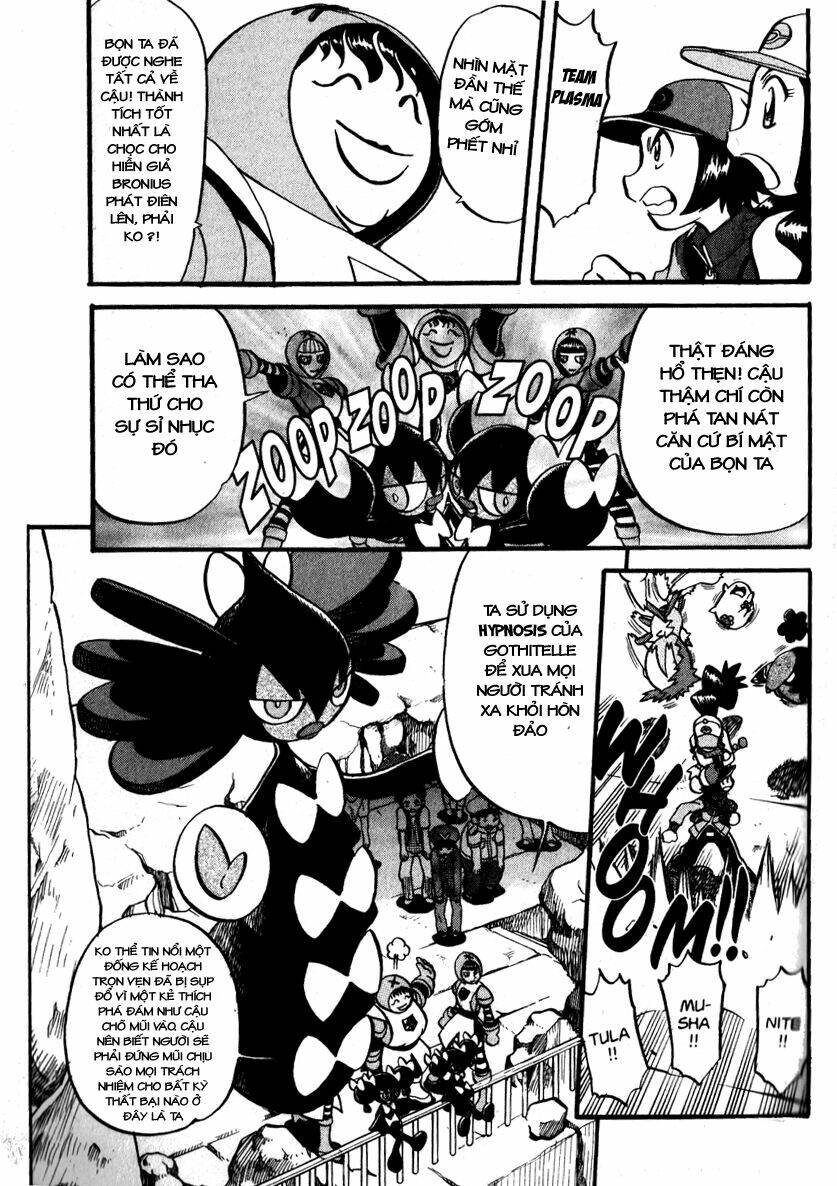 TEAM
PLASMA
NHÌN MẶT
ĐẦN THẾ
MÀ CŨNG
GỚM
PHẾT NHỈ
BỌN TA ĐÃ
ĐƯỢC NGHE
TẤT CẢ VỀ
CẬU! THÀNH
TÍCH TỐT
NHẤT LÀ
CHỌC CHO
HIỀN GIẢ
BRONIUS
PHÁT ĐIÊN
LÊN, PHẢI
KO ?!
THẬT ĐÁNG
HỔ THẸN! CẬU
THẬM CHÍ CÒN
PHÁ TAN NÁT
CĂN CỨ BÍ MẬT
CỦA BỌN TA
ZOOP
ZOOP
ZOOP
LÀM SAO
CÓ THỂ THA
THỨ CHO
SỰ SỈ NHỤC
ĐÓ
WHOOM!!
NITE
!!
MU-
SHA
!!
TULA
!!
TA SỬ DỤNG
HYPNOSIS CỦA
GOTHITELLE
ĐỂ XUA MỌI
NGƯỜI TRÁNH
XA KHỎI HÒN
ĐẢO
KO THỂ TIN NỔI MỘT
ĐỐNG KẾ HOẠCH
TRỌN VẸN ĐÃ BỊ SỤP
ĐỔ VÌ MỘT KẺ THÍCH
PHÁ ĐÁM NHƯ CẬU
CHÕ MŨI VÀO. CẬU
NÊN BIẾT NGƯỜI SẼ
PHẢI ĐỨNG MŨI CHỊU
SÀO MỌI TRÁCH
NHIỆM CHO BẤT KỲ
THẤT BẠI NÀO Ở
ĐÂY LÀ TA